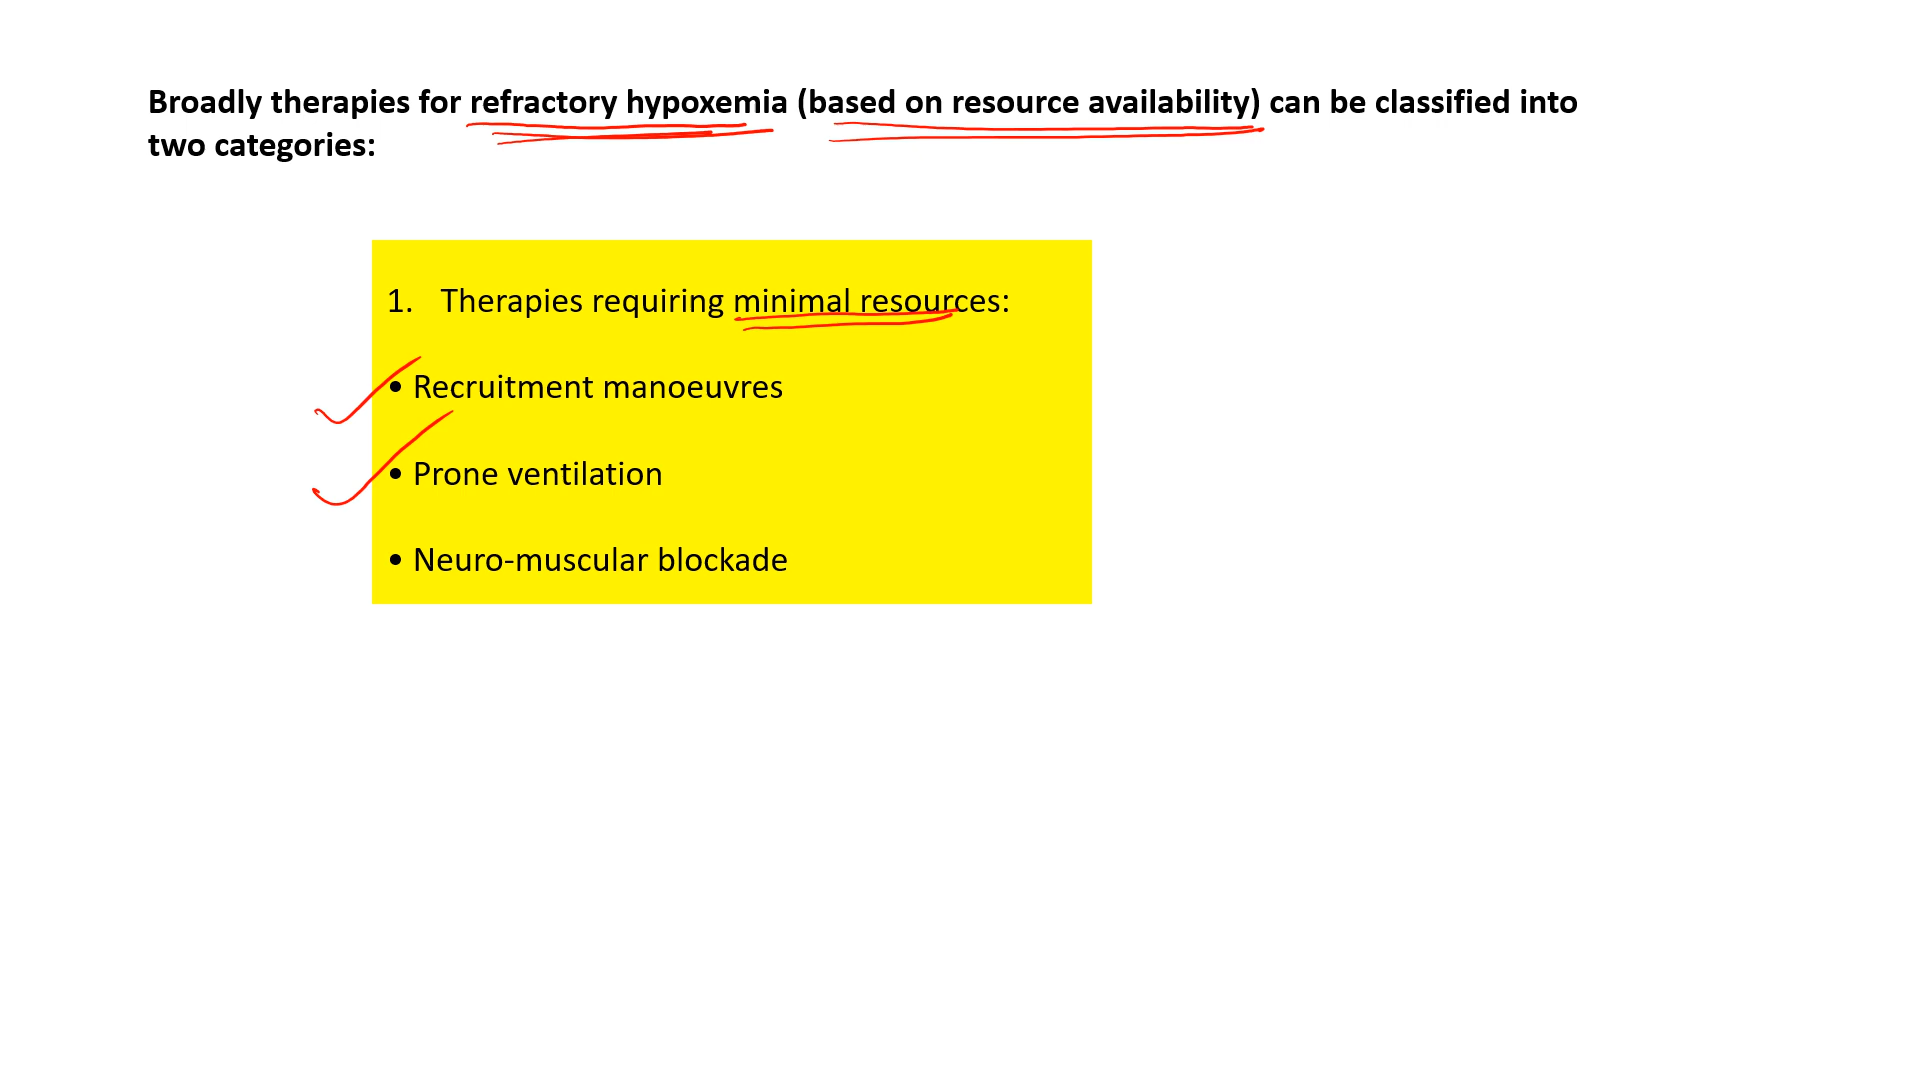 Broadly therapies for refractory hypoxemia (based on resource availability) can be classified into
two categories:
1. Therapies requiring minimal resources:
• Recruitment manoeuvres
• Prone ventilation
• Neuro-muscular blockade